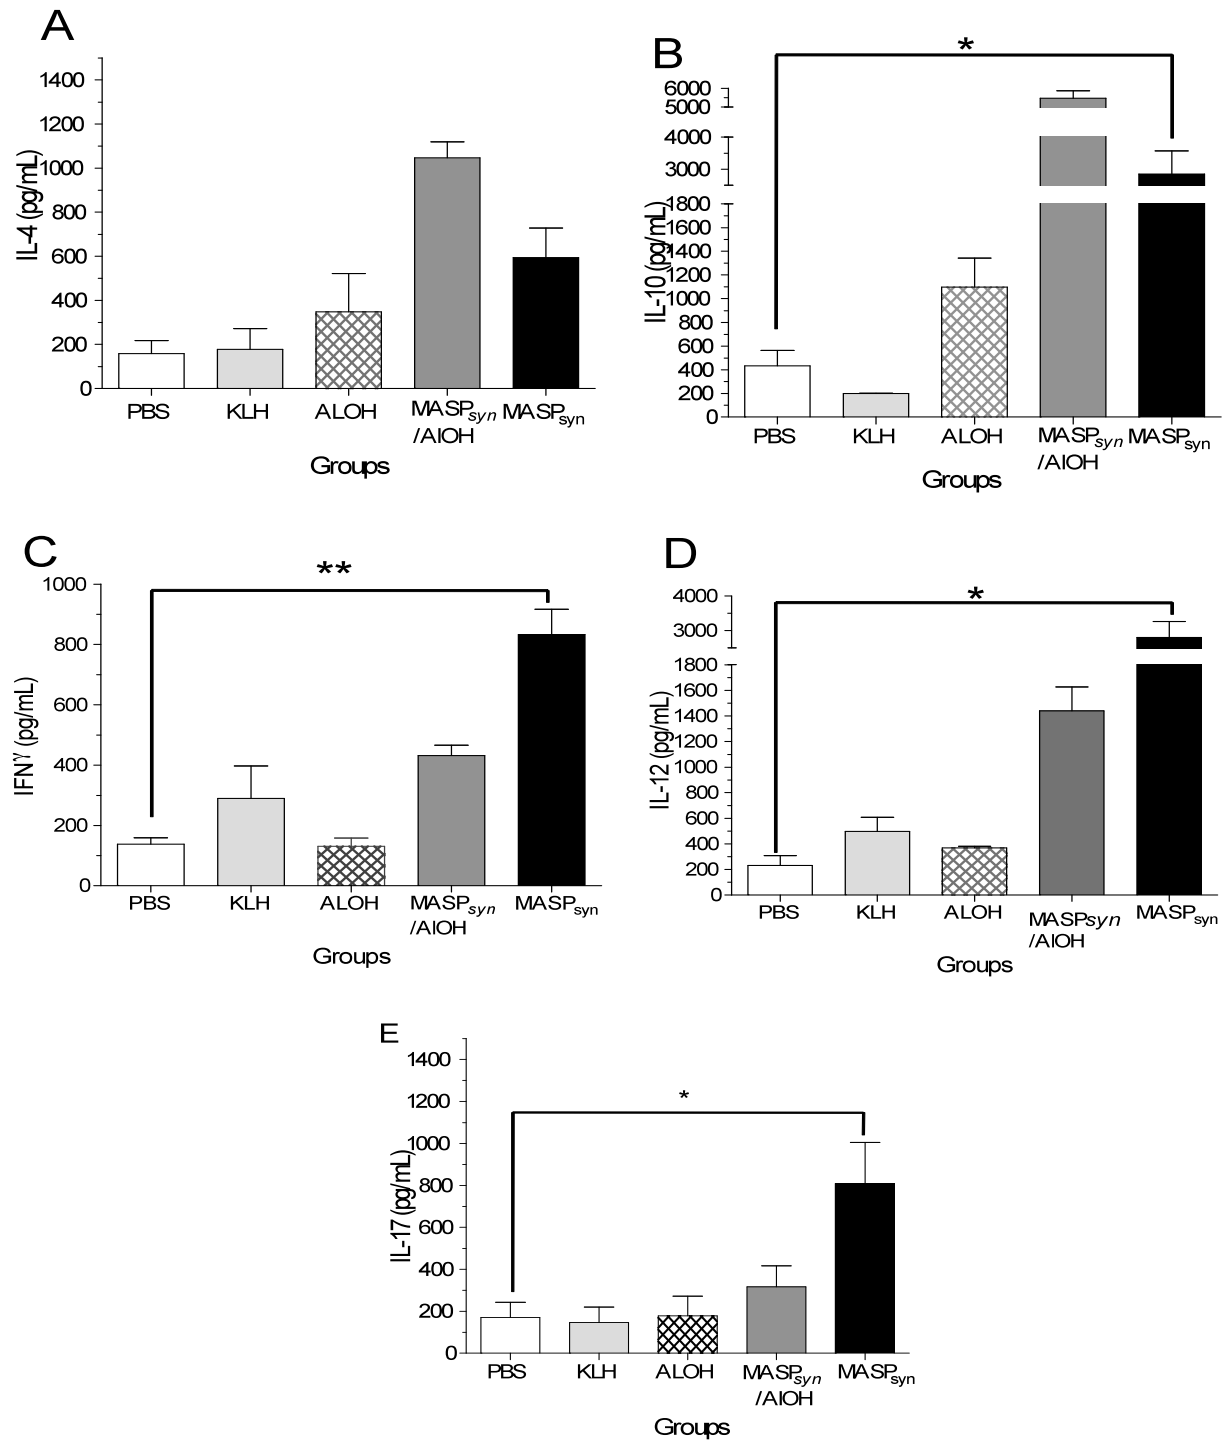 A
1400
1200
1000
800
600
400
200
0
IL-4 (pg/mL)
PBS KLH ALOH MASPsyn MASPsyn
/AlOH
Groups
B
*
6000
5000
4000
3000
1800
1600
1400
1200
1000
800
600
400
200
0
IL-10 (pg/mL)
PBS KLH ALOH MASPsyn MASPsyn
/AlOH
Groups
C
**
1000
800
600
400
200
0
IFNγ (pg/mL)
PBS KLH ALOH MASPsyn MASPsyn
/AlOH
Groups
D
*
4000
3000
1800
1600
1400
1200
1000
800
600
400
200
0
IL-12 (pg/mL)
PBS KLH ALOH MASPsyn MASPsyn
/AlOH
Groups
E
*
1400
1200
1000
800
600
400
200
0
IL-17 (pg/mL)
PBS KLH ALOH MASPsyn MASPsyn
/AlOH
Groups